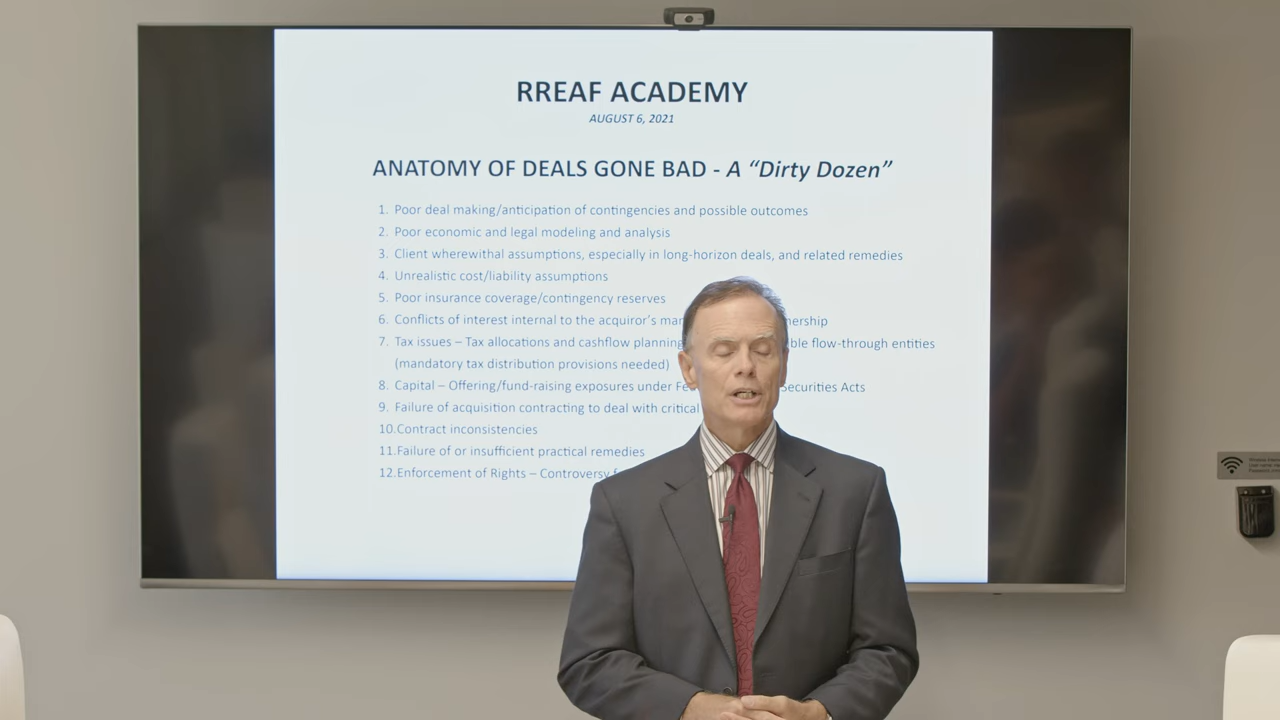 RREAF ACADEMY
AUGUST 6, 2021
ANATOMY OF DEALS GONE BAD - A “Dirty Dozen”
1. Poor deal making/anticipation of contingencies and possible outcomes
2. Poor economic and legal modeling and analysis
3. Client wherewithal assumptions, especially in long-horizon deals, and related remedies
4. Unrealistic cost/liability assumptions
5. Poor insurance coverage/contingency reserves
6. Conflicts of interest internal to the acquiror’s
7. Tax issues – Tax allocations and cashflow planning flow-through entities
(mandatory tax distribution provisions needed)
8. Capital – Offering/fund-raising exposures under Securities Acts
9. Failure of acquisition contracting to deal with critical
10.Contract inconsistencies
11.Failure of or insufficient practical remedies
12.Enforcement of Rights – Controversy